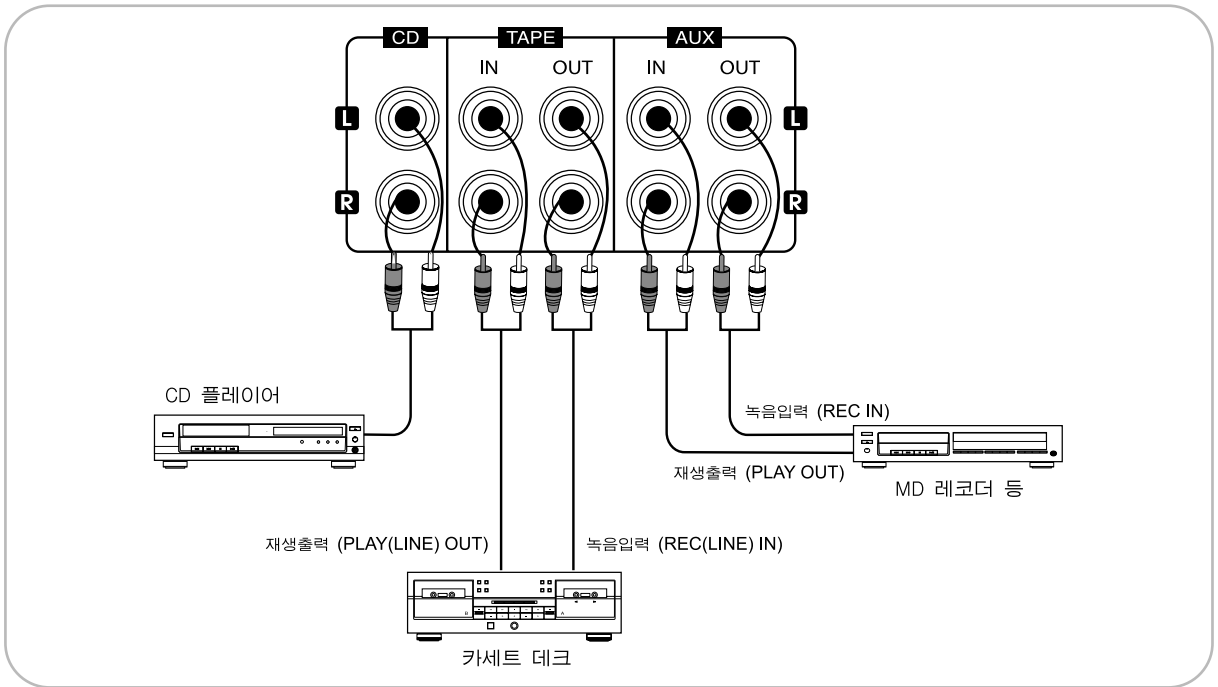 CD TAPE AUX
IN OUT IN OUT
L L
R R
CD 플레이어
녹음입력 (REC IN)
재생출력 (PLAY OUT)
MD 레코더 등
재생출력 (PLAY(LINE) OUT) 녹음입력 (REC(LINE) IN)
B A
카세트 데크